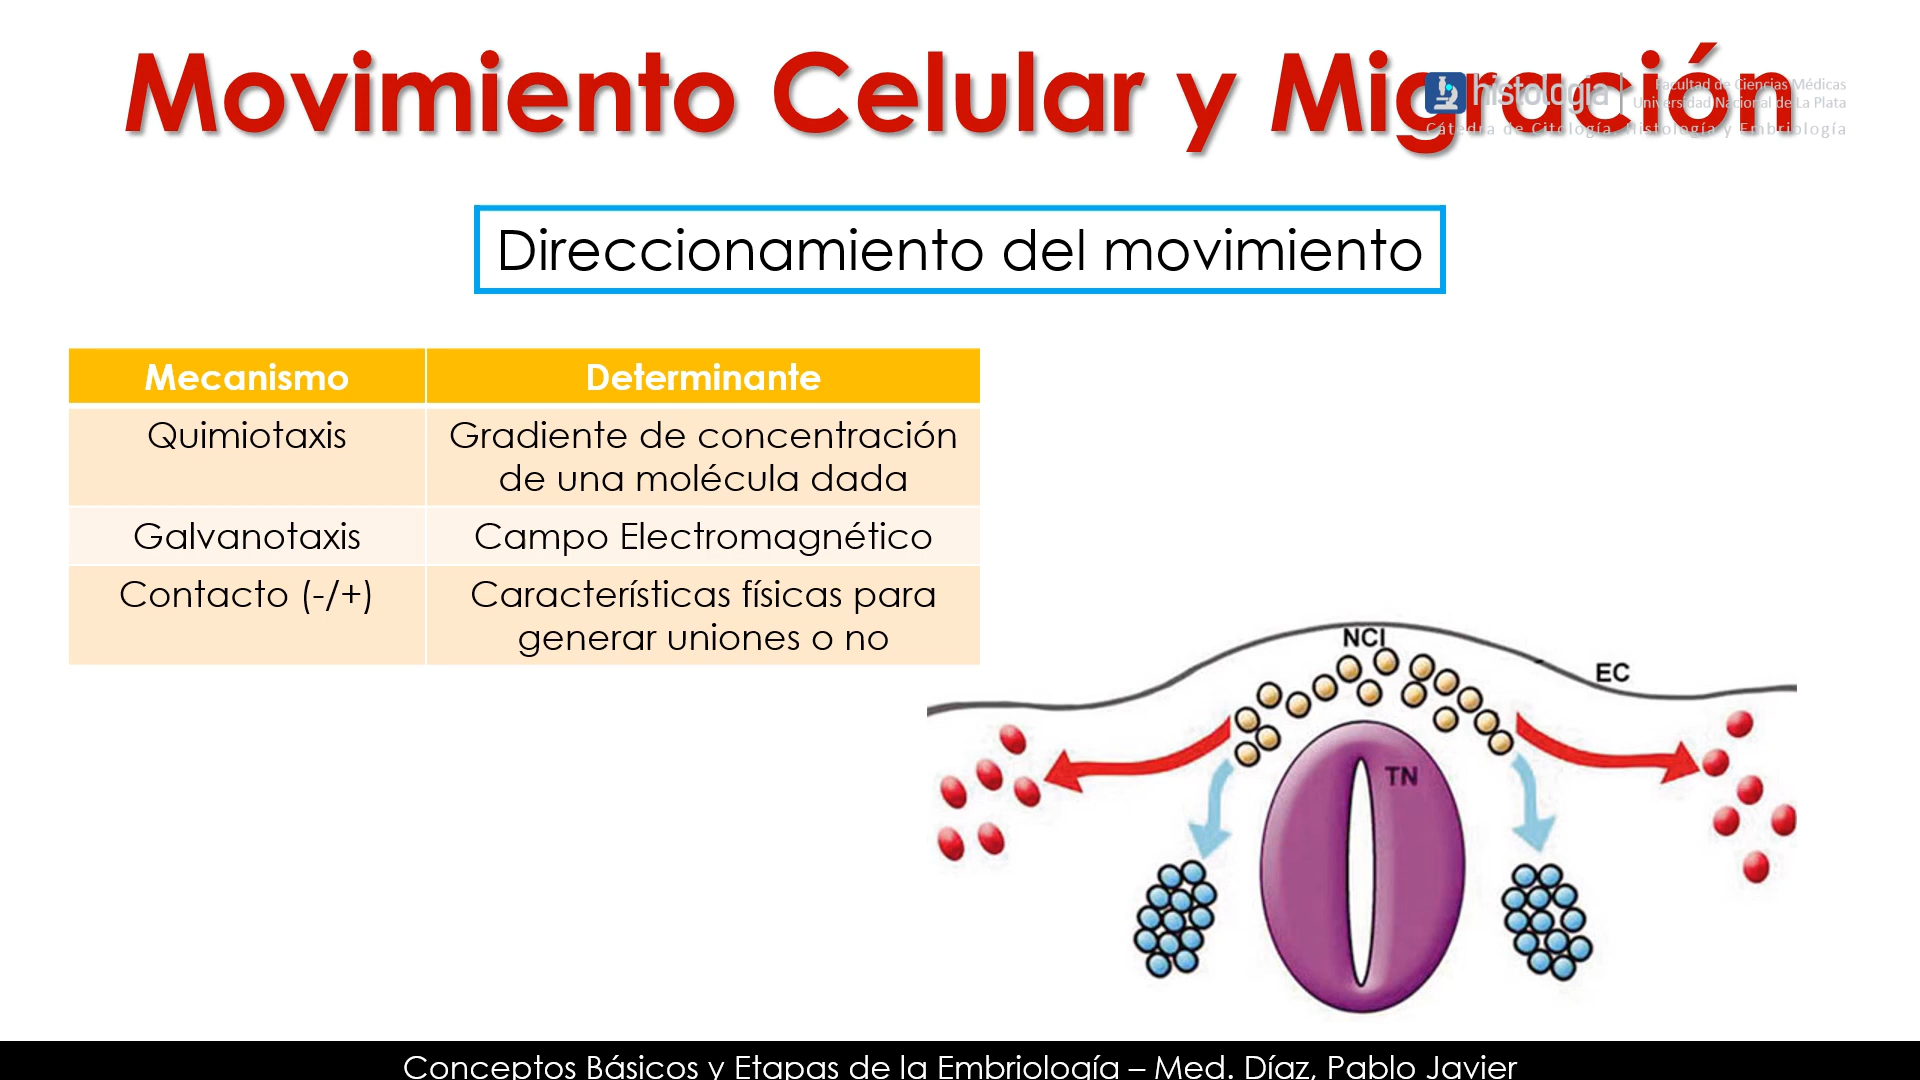 Movimiento Celular y Migración
histología
Facultad de Ciencias Médicas
Universidad Nacional de La Plata
Cátedra de Citología, Histología y Embriología
Direccionamiento del movimiento
Mecanismo Determinante
Quimiotaxis Gradiente de concentración
de una molécula dada
Galvanotaxis Campo Electromagnético
Contacto (-/+) Características físicas para
generar uniones o no
NCI
EC
TN
Conceptos Básicos y Etapas de la Embriología – Med. Díaz, Pablo Javier